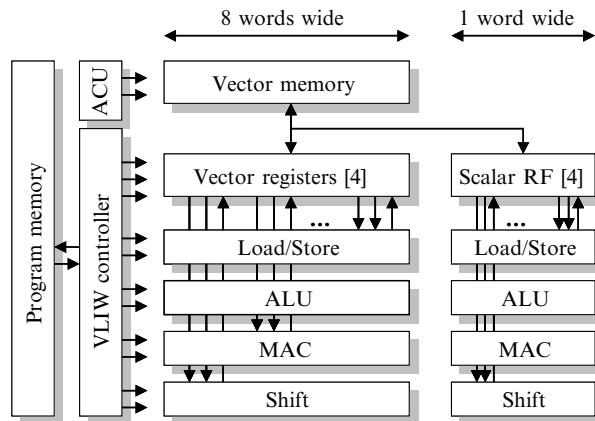 8 words wide
1 word wide
Program memory
ACU
VLIW controller
Vector memory
Vector registers [4]
Scalar RF [4]
...
...
Load/Store
Load/Store
ALU
ALU
MAC
MAC
Shift
Shift